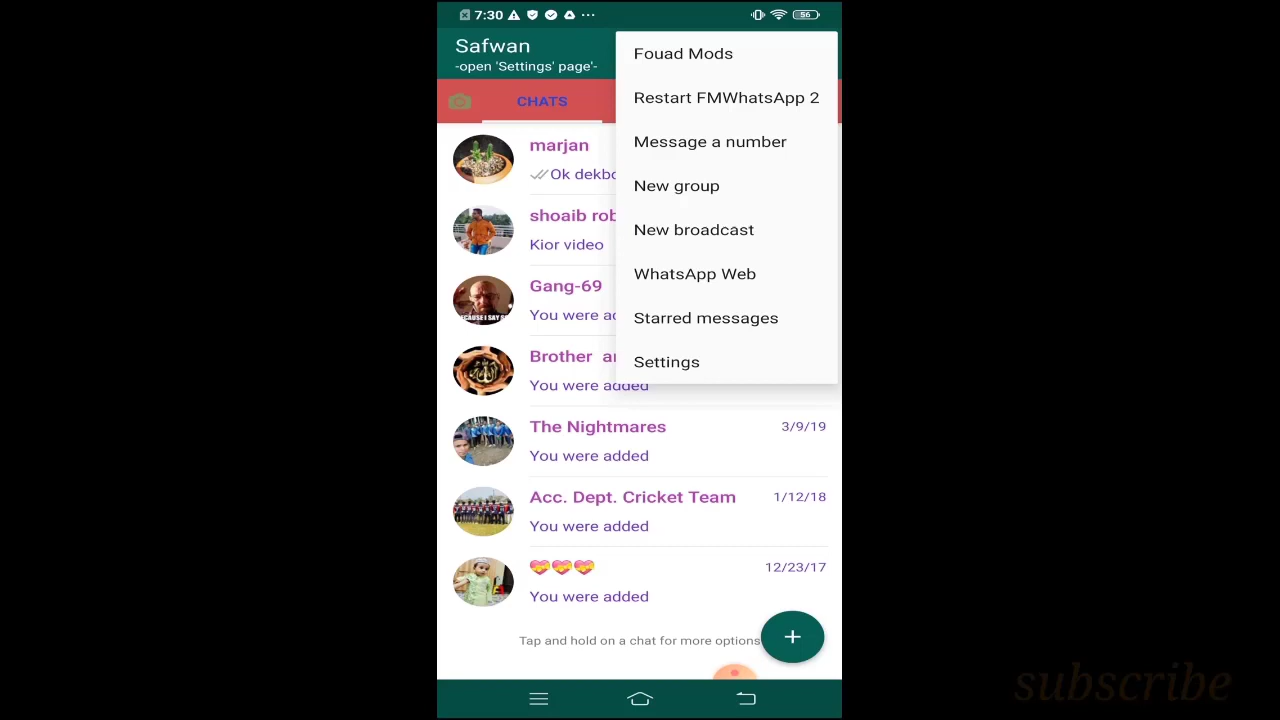 7:30
56
Safwan
-open 'Settings' page'-
CHATS
Fouad Mods
Restart FMWhatsApp 2
Message a number
New group
New broadcast
WhatsApp Web
Starred messages
Settings
marjan
Ok
shoaib
Kior video
Gang-69
You were
Brother
You were added
The Nightmares
3/9/19
You were added
Acc. Dept. Cricket Team
1/12/18
You were added
💝💝💝
12/23/17
You were added
Tap and hold on a chat for more options
subscribe